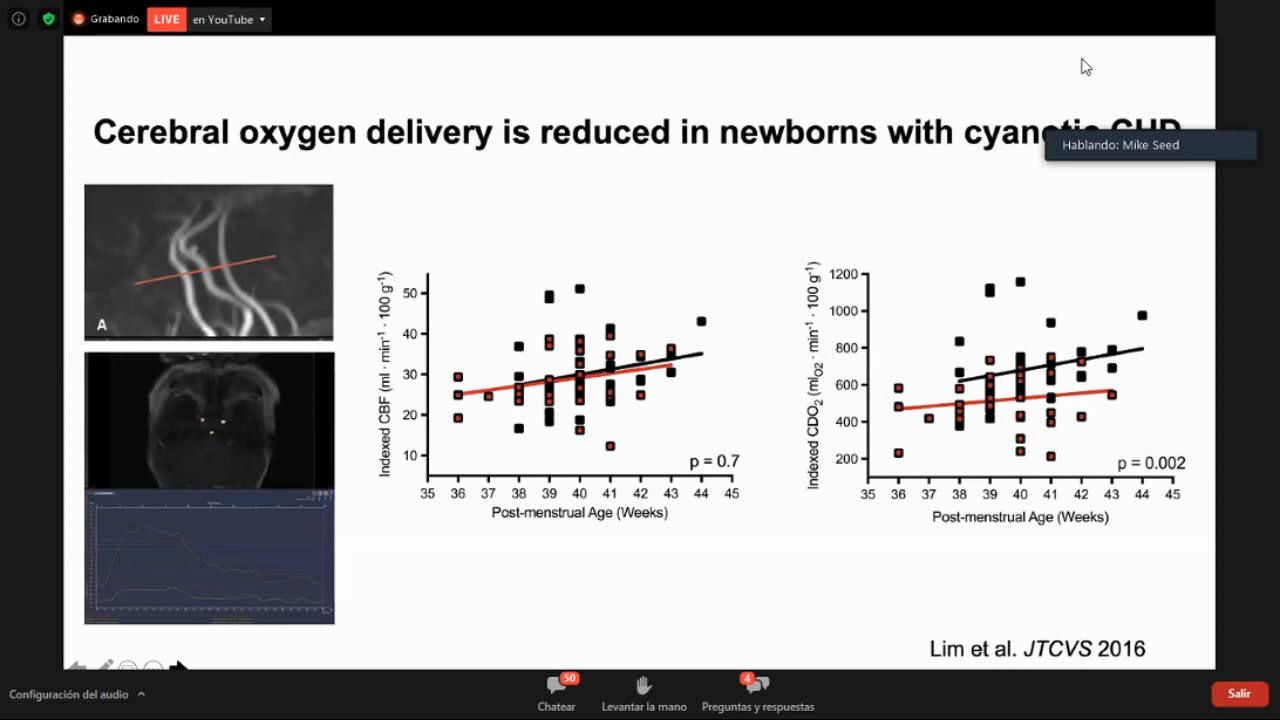 Grabando
LIVE
en YouTube
Cerebral oxygen delivery is reduced in newborns with cyanotic CHD
Hablando: Mike Seed
A
Indexed CBF (ml · min⁻¹ · 100 g⁻¹)
50
40
30
20
10
p = 0.7
35 36 37 38 39 40 41 42 43 44 45
Post-menstrual Age (Weeks)
Indexed CDO₂ (mlO₂ · min⁻¹ · 100 g⁻¹)
1200
1000
800
600
400
200
p = 0.002
35 36 37 38 39 40 41 42 43 44 45
Post-menstrual Age (Weeks)
Lim et al. JTCVS 2016
Configuración del audio
50
Chatear
Levantar la mano
4
Preguntas y respuestas
Salir